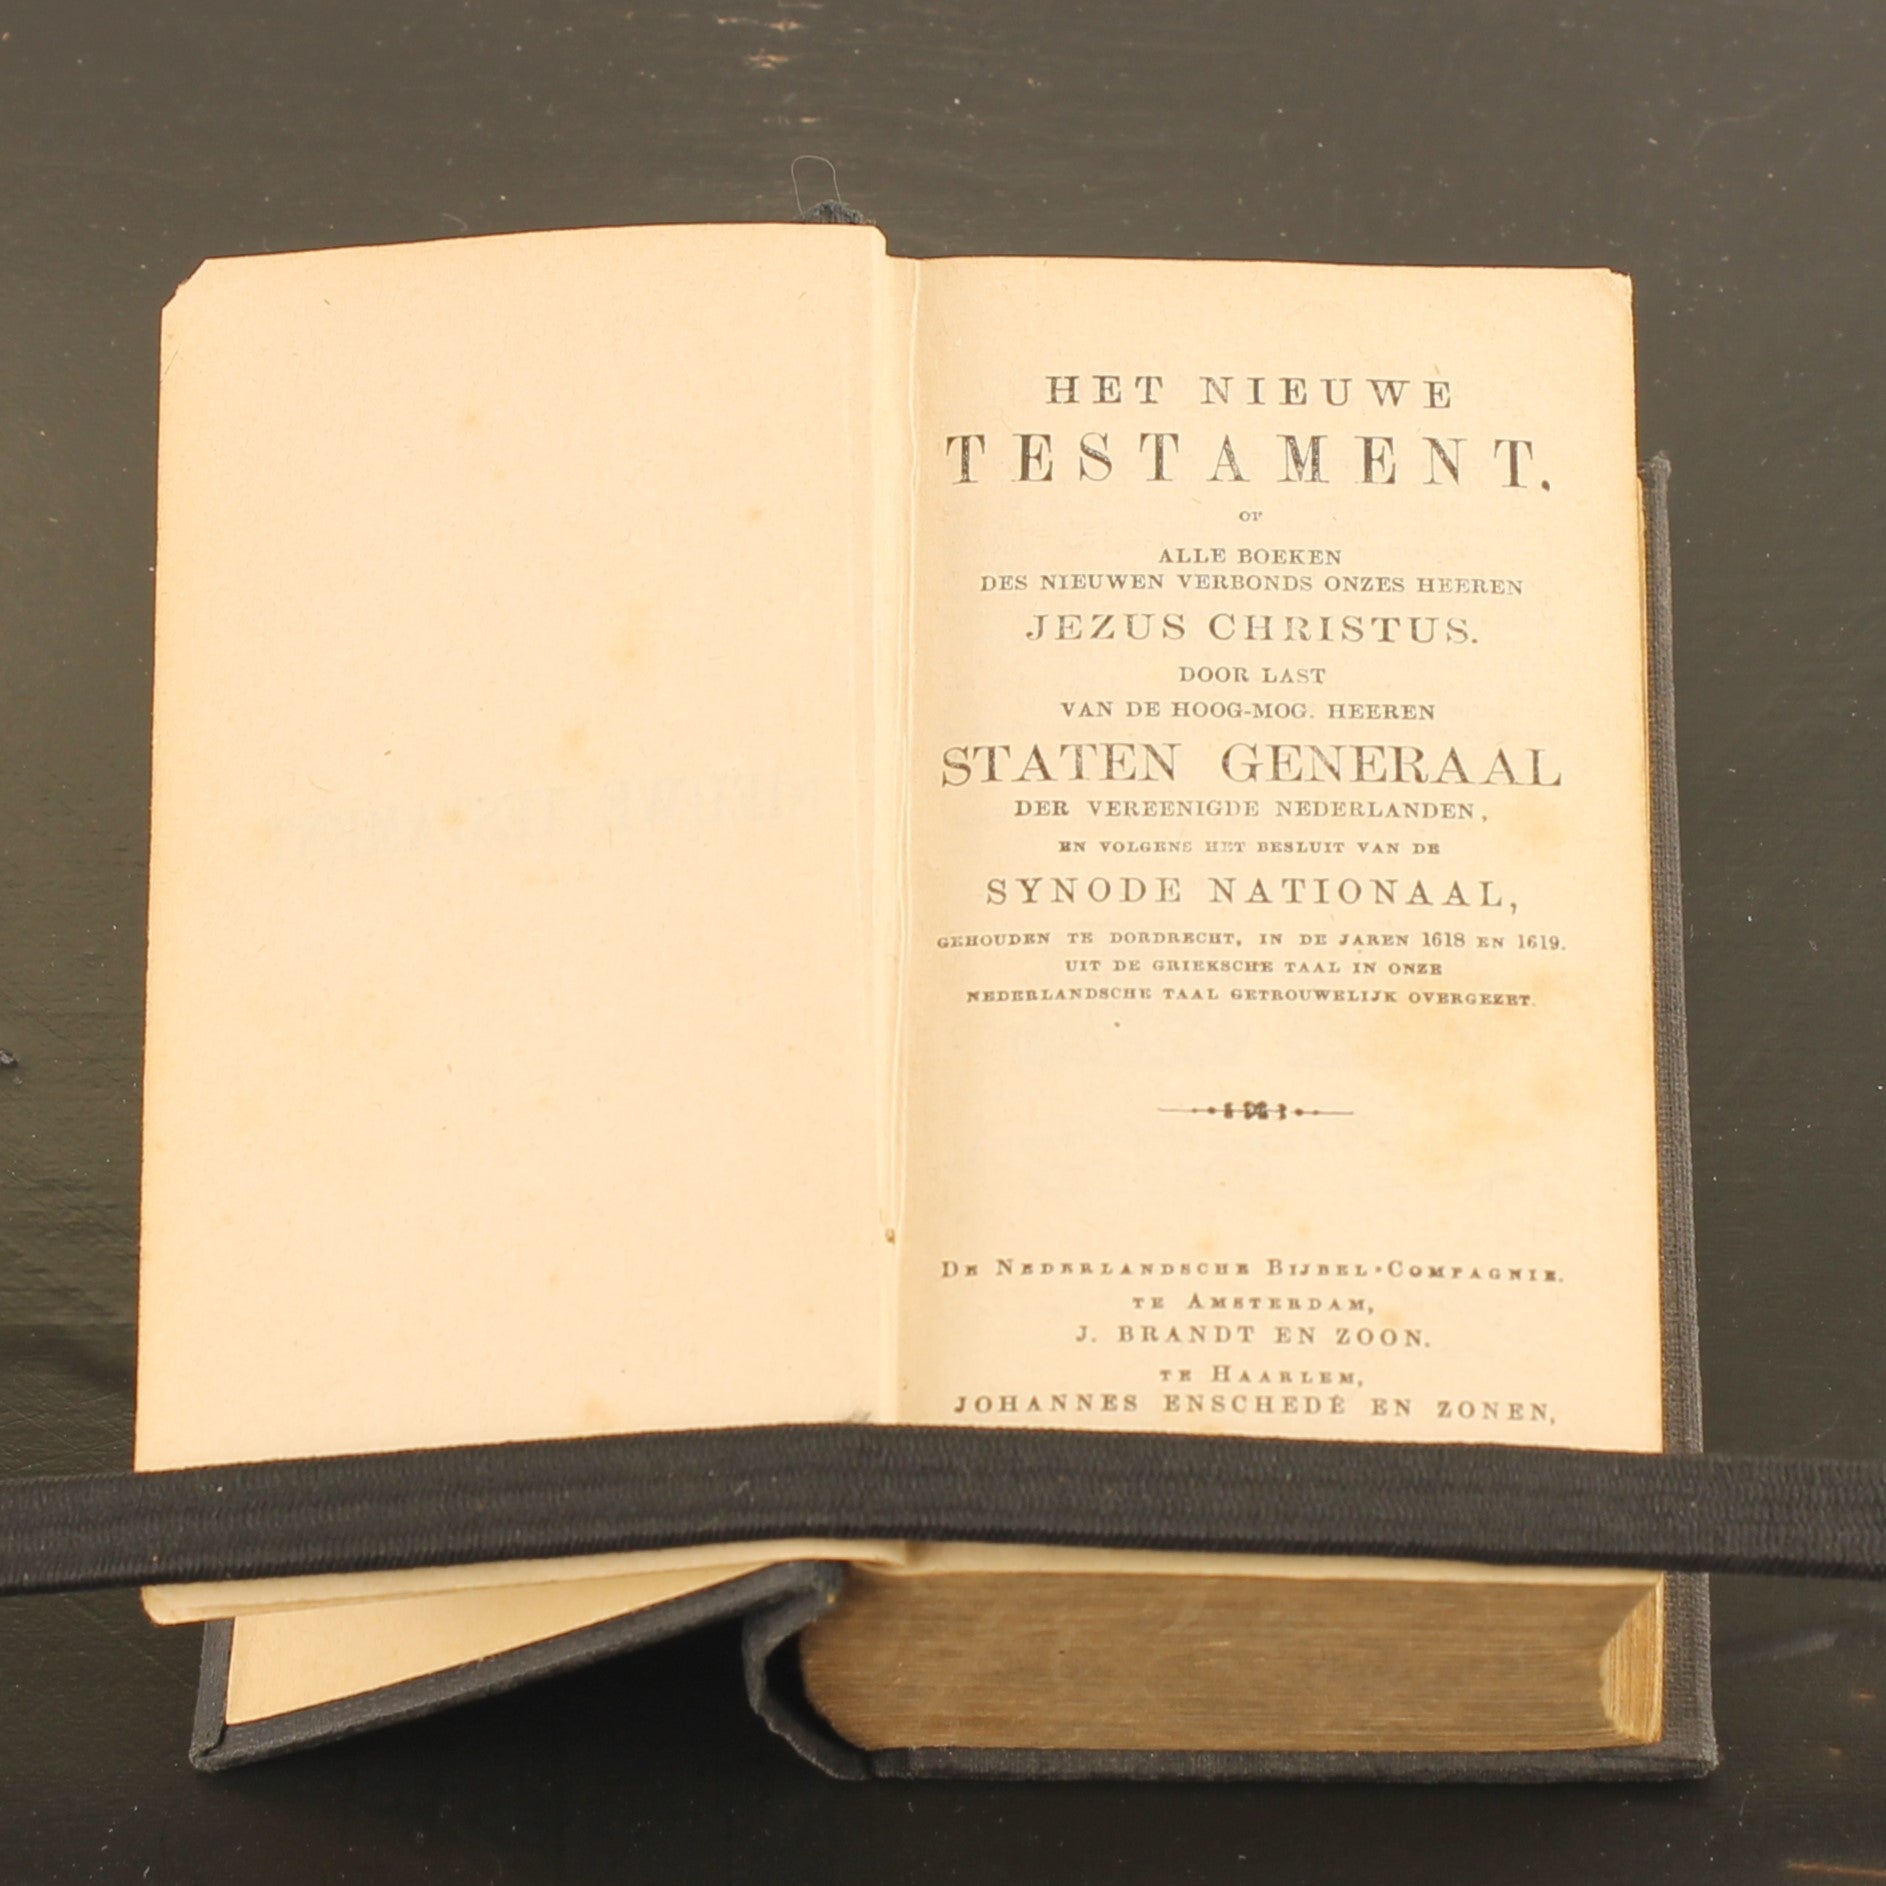 HET NIEUWE
TESTAMENT.
OF
ALLE BOEKEN
DES NIEUWEN VERBONDS ONZES HEEREN
JEZUS CHRISTUS.
DOOR LAST
VAN DE HOOG-MOG. HEEREN
STATEN GENERAAL
DER VEREENIGDE NEDERLANDEN,
EN VOLGENS HET BESLUIT VAN DE
SYNODE NATIONAAL,
GEHOUDEN TE DORDRECHT, IN DE JAREN 1618 EN 1619.
UIT DE GRIEKSCHE TAAL IN ONZE
NEDERLANDSCHE TAAL GETROUWELIJK OVERGEZET.
DE NEDERLANDSCHE BIJBEL-COMPAGNIE.
TE AMSTERDAM,
J. BRANDT EN ZOON.
TE HAARLEM,
JOHANNES ENSCHEDÉ EN ZONEN,